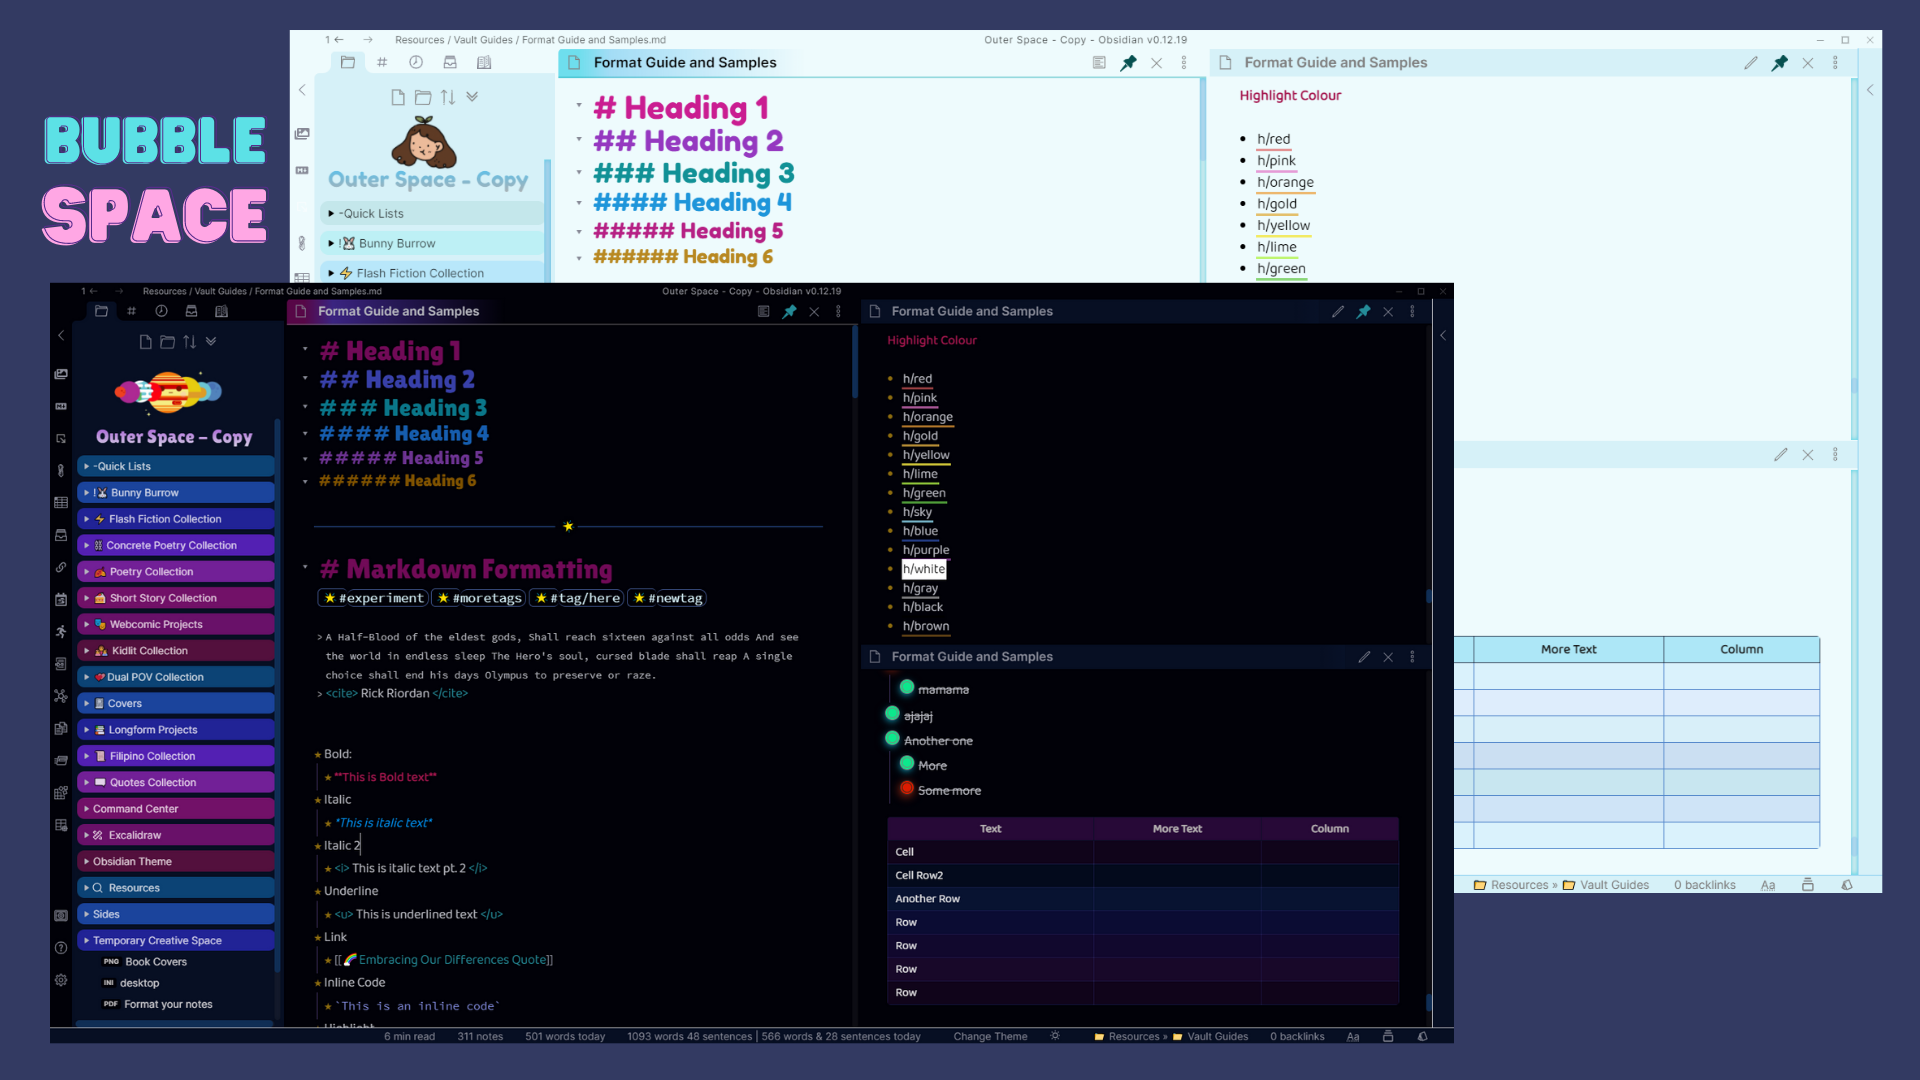 BUBBLE
SPACE
1
Resources / Vault Guides / Format Guide and Samples.md
Outer Space - Copy - Obsidian v0.12.19
Format Guide and Samples
Format Guide and Samples
Outer Space - Copy
-Quick Lists
! Bunny Burrow
Flash Fiction Collection
# Heading 1
## Heading 2
### Heading 3
#### Heading 4
##### Heading 5
###### Heading 6
Highlight Colour
h/red
h/pink
h/orange
h/gold
h/yellow
h/lime
h/green
More Text
Column
Resources » Vault Guides
0 backlinks
Aa
1
Resources / Vault Guides / Format Guide and Samples.md
Outer Space - Copy - Obsidian v0.12.19
Format Guide and Samples
Format Guide and Samples
Outer Space - Copy
-Quick Lists
! Bunny Burrow
Flash Fiction Collection
Concrete Poetry Collection
Poetry Collection
Short Story Collection
Webcomic Projects
Kidlit Collection
Dual POV Collection
Covers
Longform Projects
Filipino Collection
Quotes Collection
Command Center
Excalidraw
Obsidian Theme
Resources
Sides
Temporary Creative Space
PNG Book Covers
INI desktop
PDF Format your notes
# Heading 1
## Heading 2
### Heading 3
#### Heading 4
##### Heading 5
###### Heading 6
# Markdown Formatting
#experiment #moretags #tag/here #newtag
> A Half-Blood of the eldest gods, Shall reach sixteen against all odds And see
the world in endless sleep The Hero's soul, cursed blade shall reap A single
choice shall end his days Olympus to preserve or raze.
> <cite> Rick Riordan </cite>
Bold:
**This is Bold text**
Italic
*This is italic text*
Italic 2
<i> This is italic text pt. 2 </i>
Underline
<u> This is underlined text </u>
Link
[[🌈Embracing Our Differences Quote]]
Inline Code
`This is an inline code`
Highlight
Highlight Colour
h/red
h/pink
h/orange
h/gold
h/yellow
h/lime
h/green
h/sky
h/blue
h/purple
h/white
h/gray
h/black
h/brown
Format Guide and Samples
mamama
ajajaj
Another one
More
Some more
Text More Text Column
Cell
Cell Row2
Another Row
Row
Row
Row
Row
6 min read
311 notes
501 words today
1093 words 48 sentences | 566 words & 28 sentences today
Change Theme
Resources » Vault Guides
0 backlinks
Aa